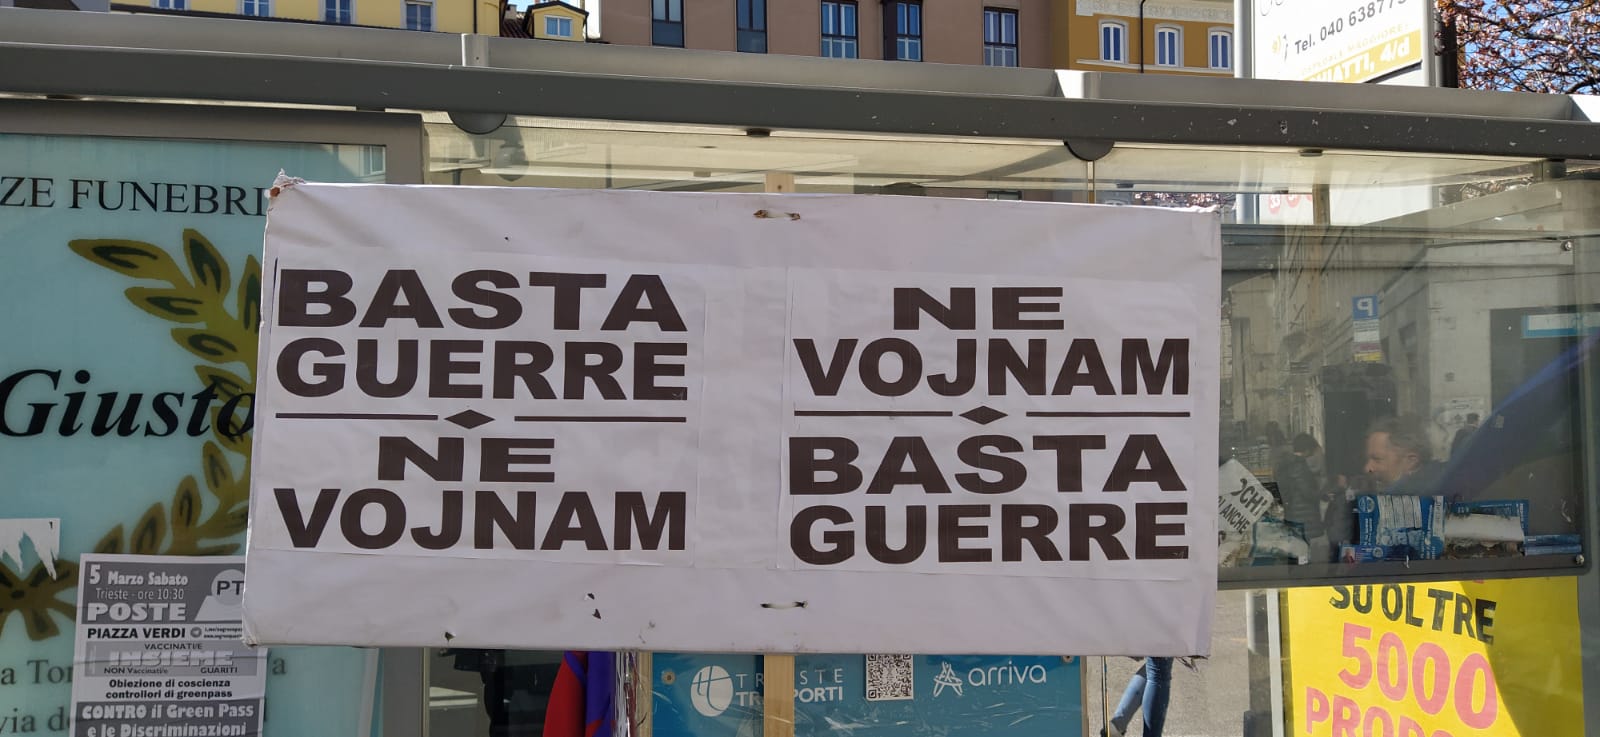 040 638775
Tel.
4/d
ZE FUNEBRI
Giusto
BASTA
GUERRE
NE
VOJNAM
NE
VOJNAM
BASTA
GUERRE
P
5 Marzo Sabato
Trieste - ore 10:30
POSTE
PIAZZA VERDI
VACCINATI/E
INSIEME
NON Vaccinati/e GUARITI
Obiezione di coscienza
controllori di greenpass
CONTRO il Green Pass
e le Discriminazioni
PT
TRIESTE
TRASPORTI
arriva
SU OLTRE
5000